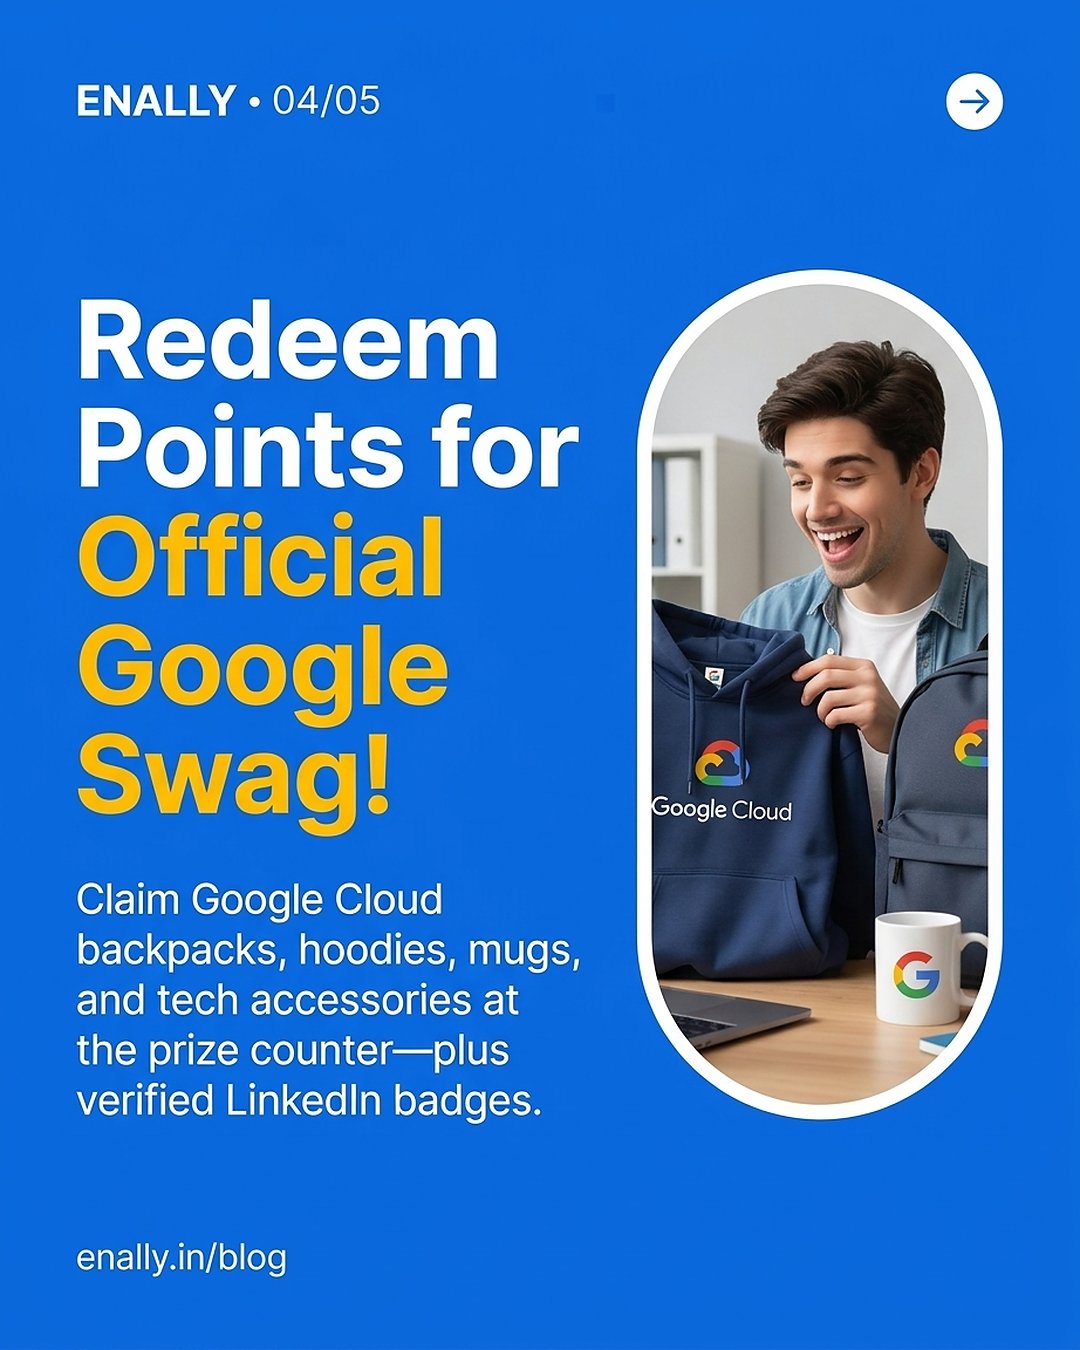 ENALLY • 04/05
Redeem
Points for
Official
Google
Swag!
Claim Google Cloud
backpacks, hoodies, mugs,
and tech accessories at
the prize counter—plus
verified LinkedIn badges.
Google Cloud
G
enally.in/blog